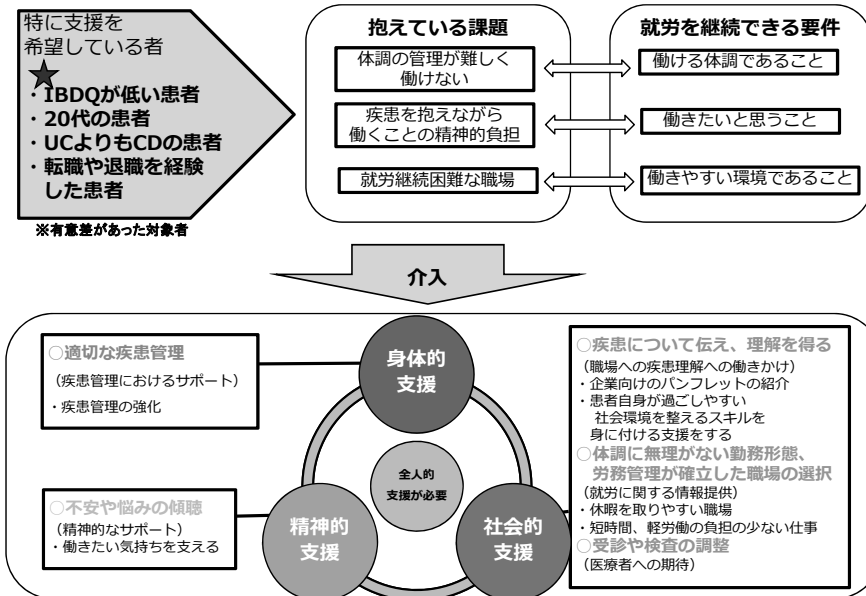 特に支援を
希望している者
・IBDQが低い患者
・20代の患者
・UCよりもCDの患者
・転職や退職を経験
した患者
※有意差があった対象者
抱えている課題
体調の管理が難しく
働けない
疾患を抱えながら
働くことの精神的負担
就労継続困難な職場
就労を継続できる要件
働ける体調であること
働きたいと思うこと
働きやすい環境であること
介入
○適切な疾患管理
（疾患管理におけるサポート）
・疾患管理の強化
○不安や悩みの傾聴
（精神的なサポート）
・働きたい気持ちを支える
身体的
支援
全人的
支援が必要
精神的
支援
社会的
支援
○疾患について伝え、理解を得る
（職場への疾患理解への働きかけ）
・企業向けのパンフレットの紹介
・患者自身が過ごしやすい
社会環境を整えるスキルを
身に付ける支援をする
○体調に無理がない勤務形態、
労務管理が確立した職場の選択
（就労に関する情報提供）
・休暇を取りやすい職場
・短時間、軽労働の負担の少ない仕事
○受診や検査の調整
（医療者への期待）